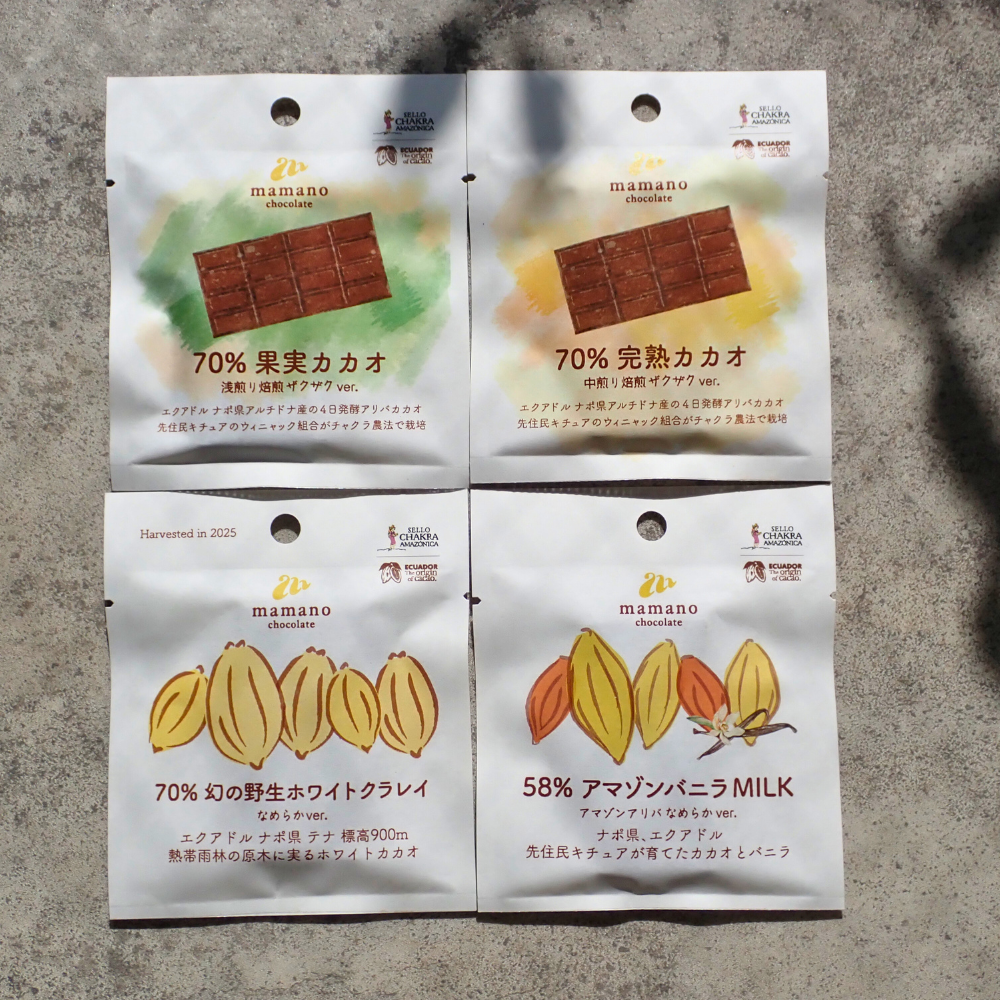 SELLO
CHAKRA
AMAZÓNICA
ECUADOR
The origin
of cacao.
mamano
chocolate
70% 果実カカオ
浅煎り焙煎 ザクザク ver.
エクアドル ナポ県アルチドナ産の4日発酵アリバカカオ
先住民キチュアのウィニャック組合がチャクラ農法で栽培
SELLO
CHAKRA
AMAZÓNICA
ECUADOR
The origin
of cacao.
mamano
chocolate
70% 完熟カカオ
中煎り焙煎 ザクザク ver.
エクアドル ナポ県アルチドナ産の4日発酵アリバカカオ
先住民キチュアのウィニャック組合がチャクラ農法で栽培
Harvested in 2025
SELLO
CHAKRA
AMAZÓNICA
ECUADOR
The origin
of cacao.
mamano
chocolate
70% 幻の野生ホワイトクラレイ
なめらかver.
エクアドル ナポ県 テナ 標高900m
熱帯雨林の原木に実るホワイトカカオ
SELLO
CHAKRA
AMAZÓNICA
ECUADOR
The origin
of cacao.
mamano
chocolate
58% アマゾンバニラMILK
アマゾンアリバ なめらか ver.
ナポ県、エクアドル
先住民キチュアが育てたカカオとバニラ